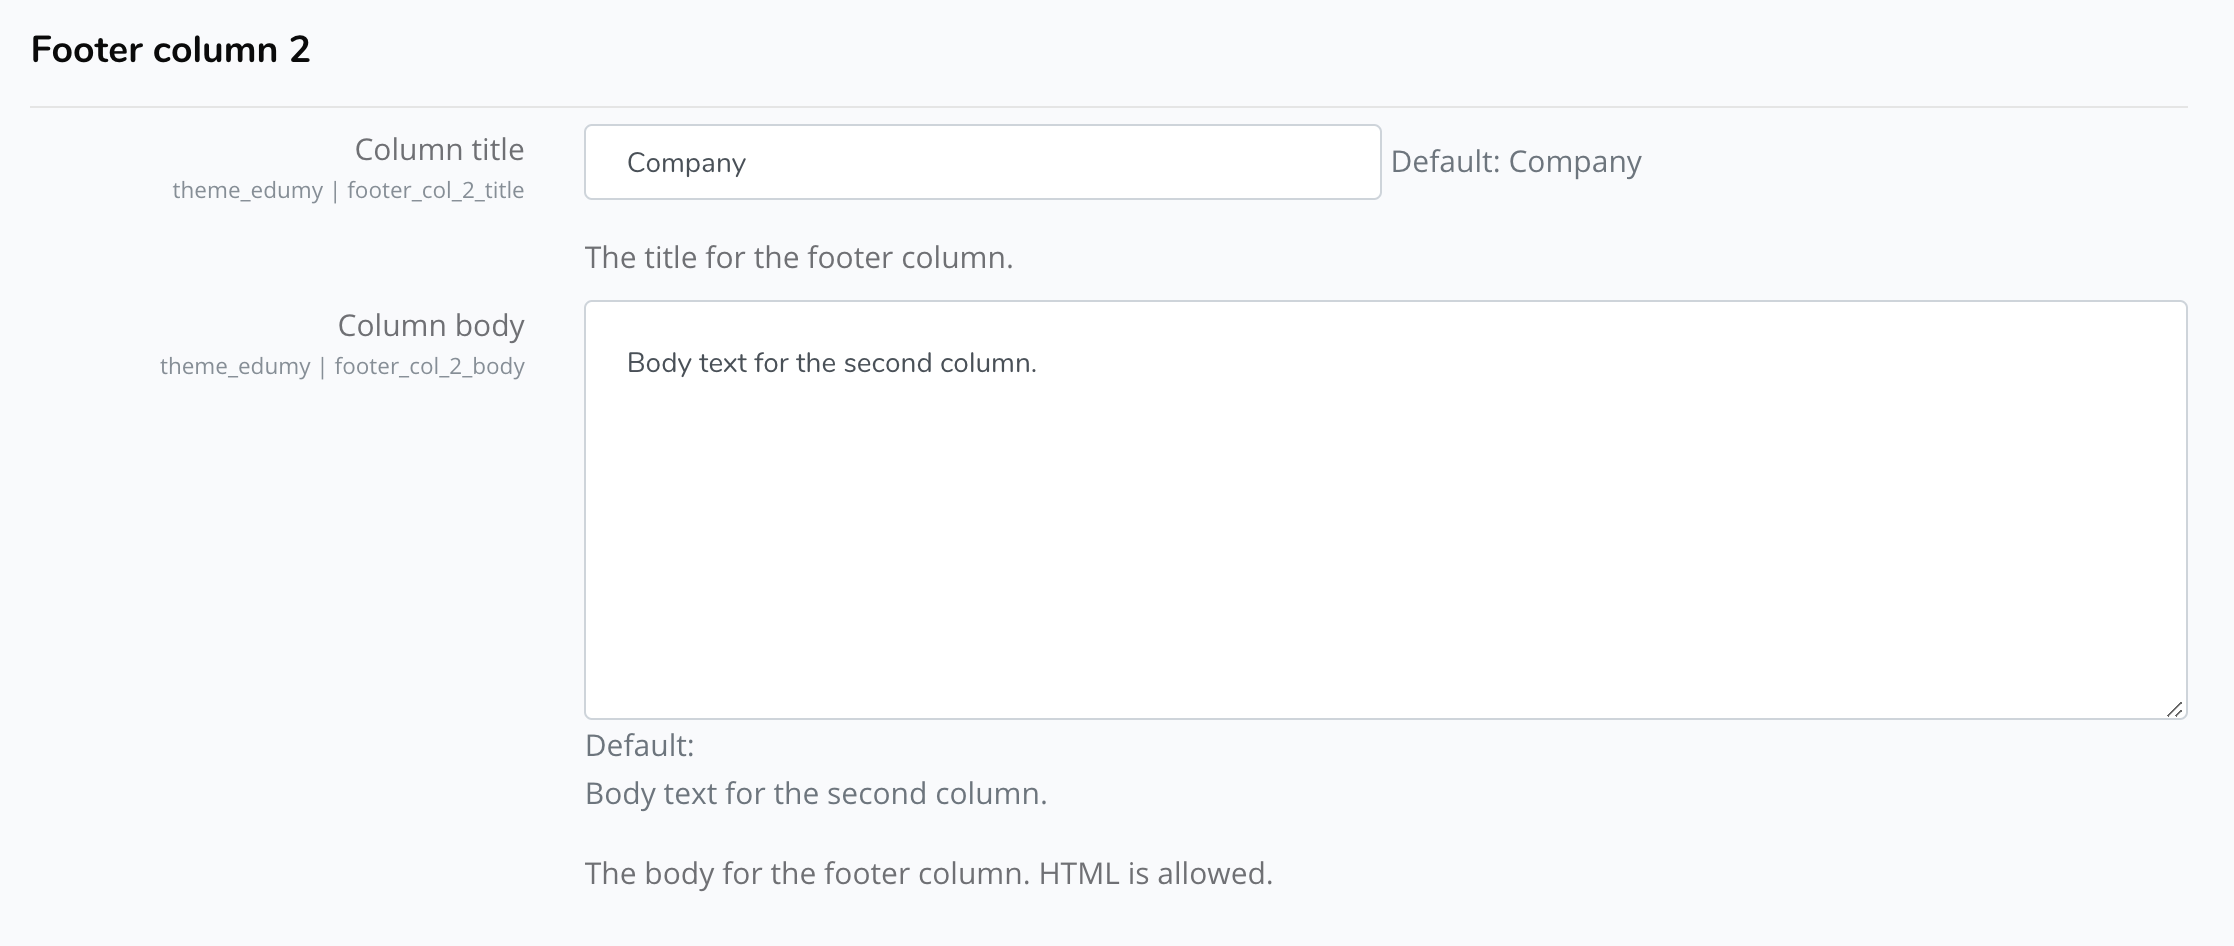 Footer column 2
Column title
theme_edumy | footer_col_2_title
Company
Default: Company
The title for the footer column.
Column body
theme_edumy | footer_col_2_body
Body text for the second column.
Default:
Body text for the second column.
The body for the footer column. HTML is allowed.